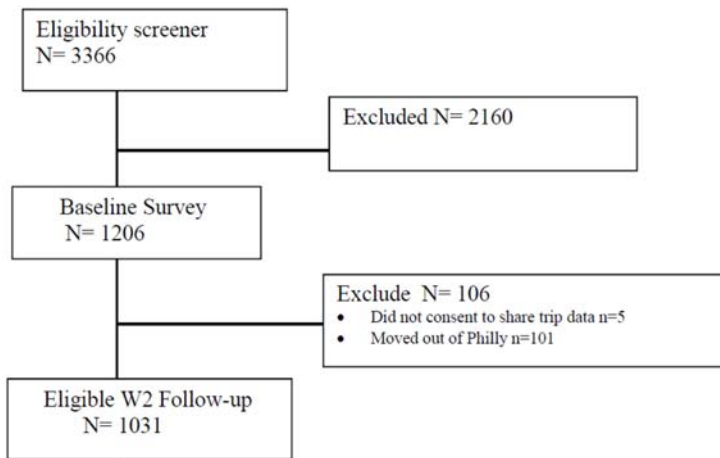 Eligibility screener
N= 3366
Excluded N= 2160
Baseline Survey
N= 1206
Exclude N= 106
• Did not consent to share trip data n=5
• Moved out of Philly n=101
Eligible W2 Follow-up
N= 1031